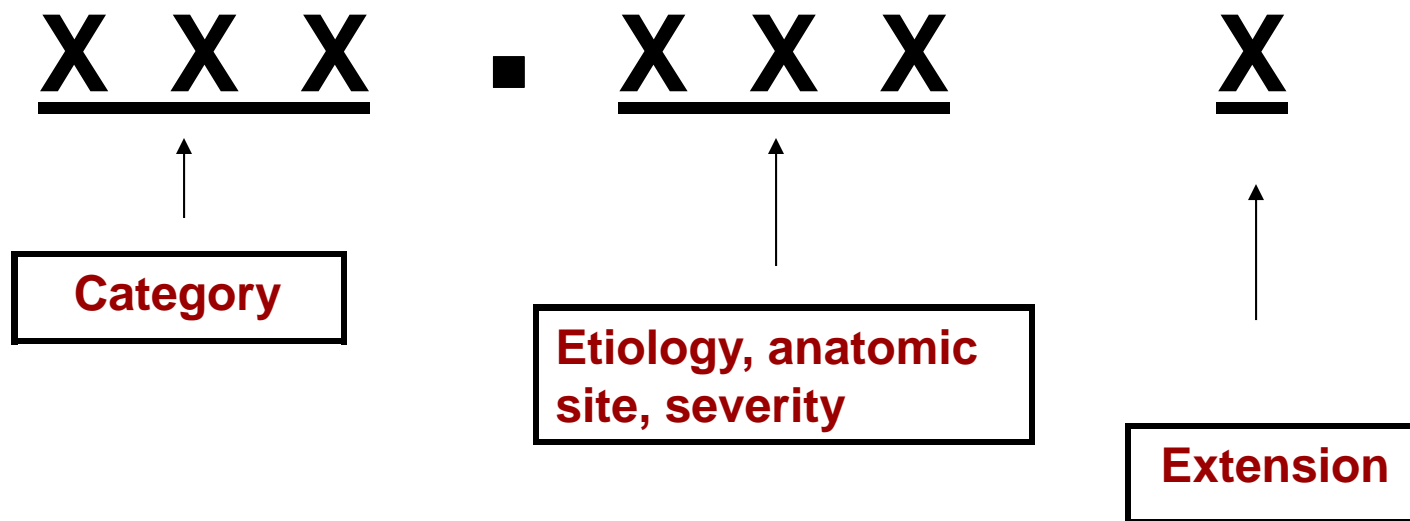 X X X . X X X X
Category
Etiology, anatomic
site, severity
Extension